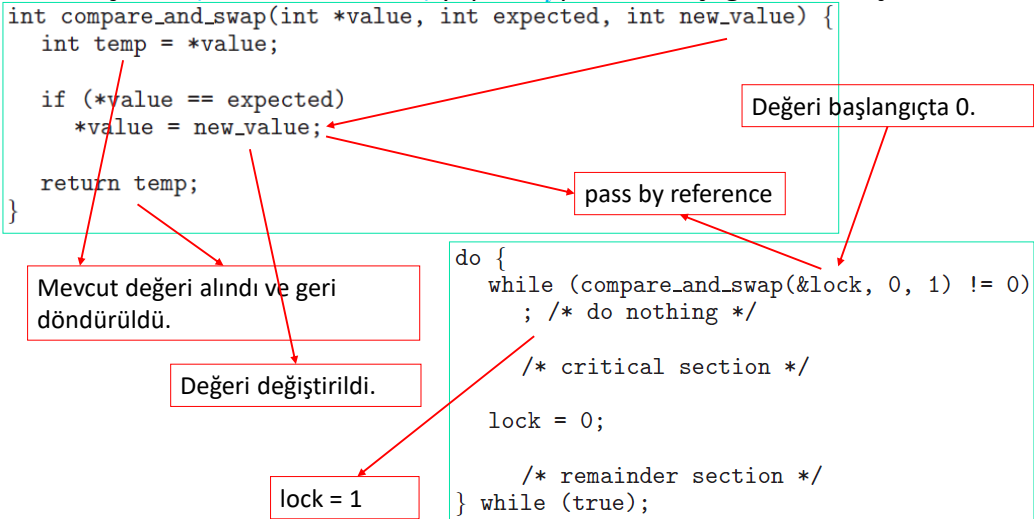 int compare_and_swap(int *value, int expected, int new_value) {
int temp = *value;
if (*value == expected)
*value = new_value;
return temp;
}
Değeri başlangıçta 0.
pass by reference
Mevcut değeri alındı ve geri
döndürüldü.
Değeri değiştirildi.
lock = 1
do {
while (compare_and_swap(&lock, 0, 1) != 0)
; /* do nothing */
/* critical section */
lock = 0;
/* remainder section */
} while (true);